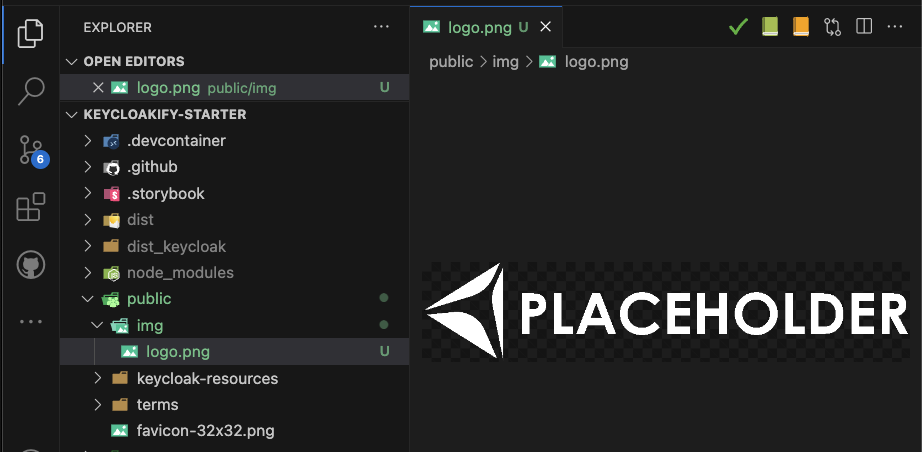 EXPLORER
OPEN EDITORS
logo.png public/img U
KEYCLOAKIFY-STARTER
.devcontainer
.github
.storybook
dist
dist_keycloak
node_modules
public
img
logo.png U
keycloak-resources
terms
favicon-32x32.png
6
logo.png U
public > img > logo.png
PLACEHOLDER